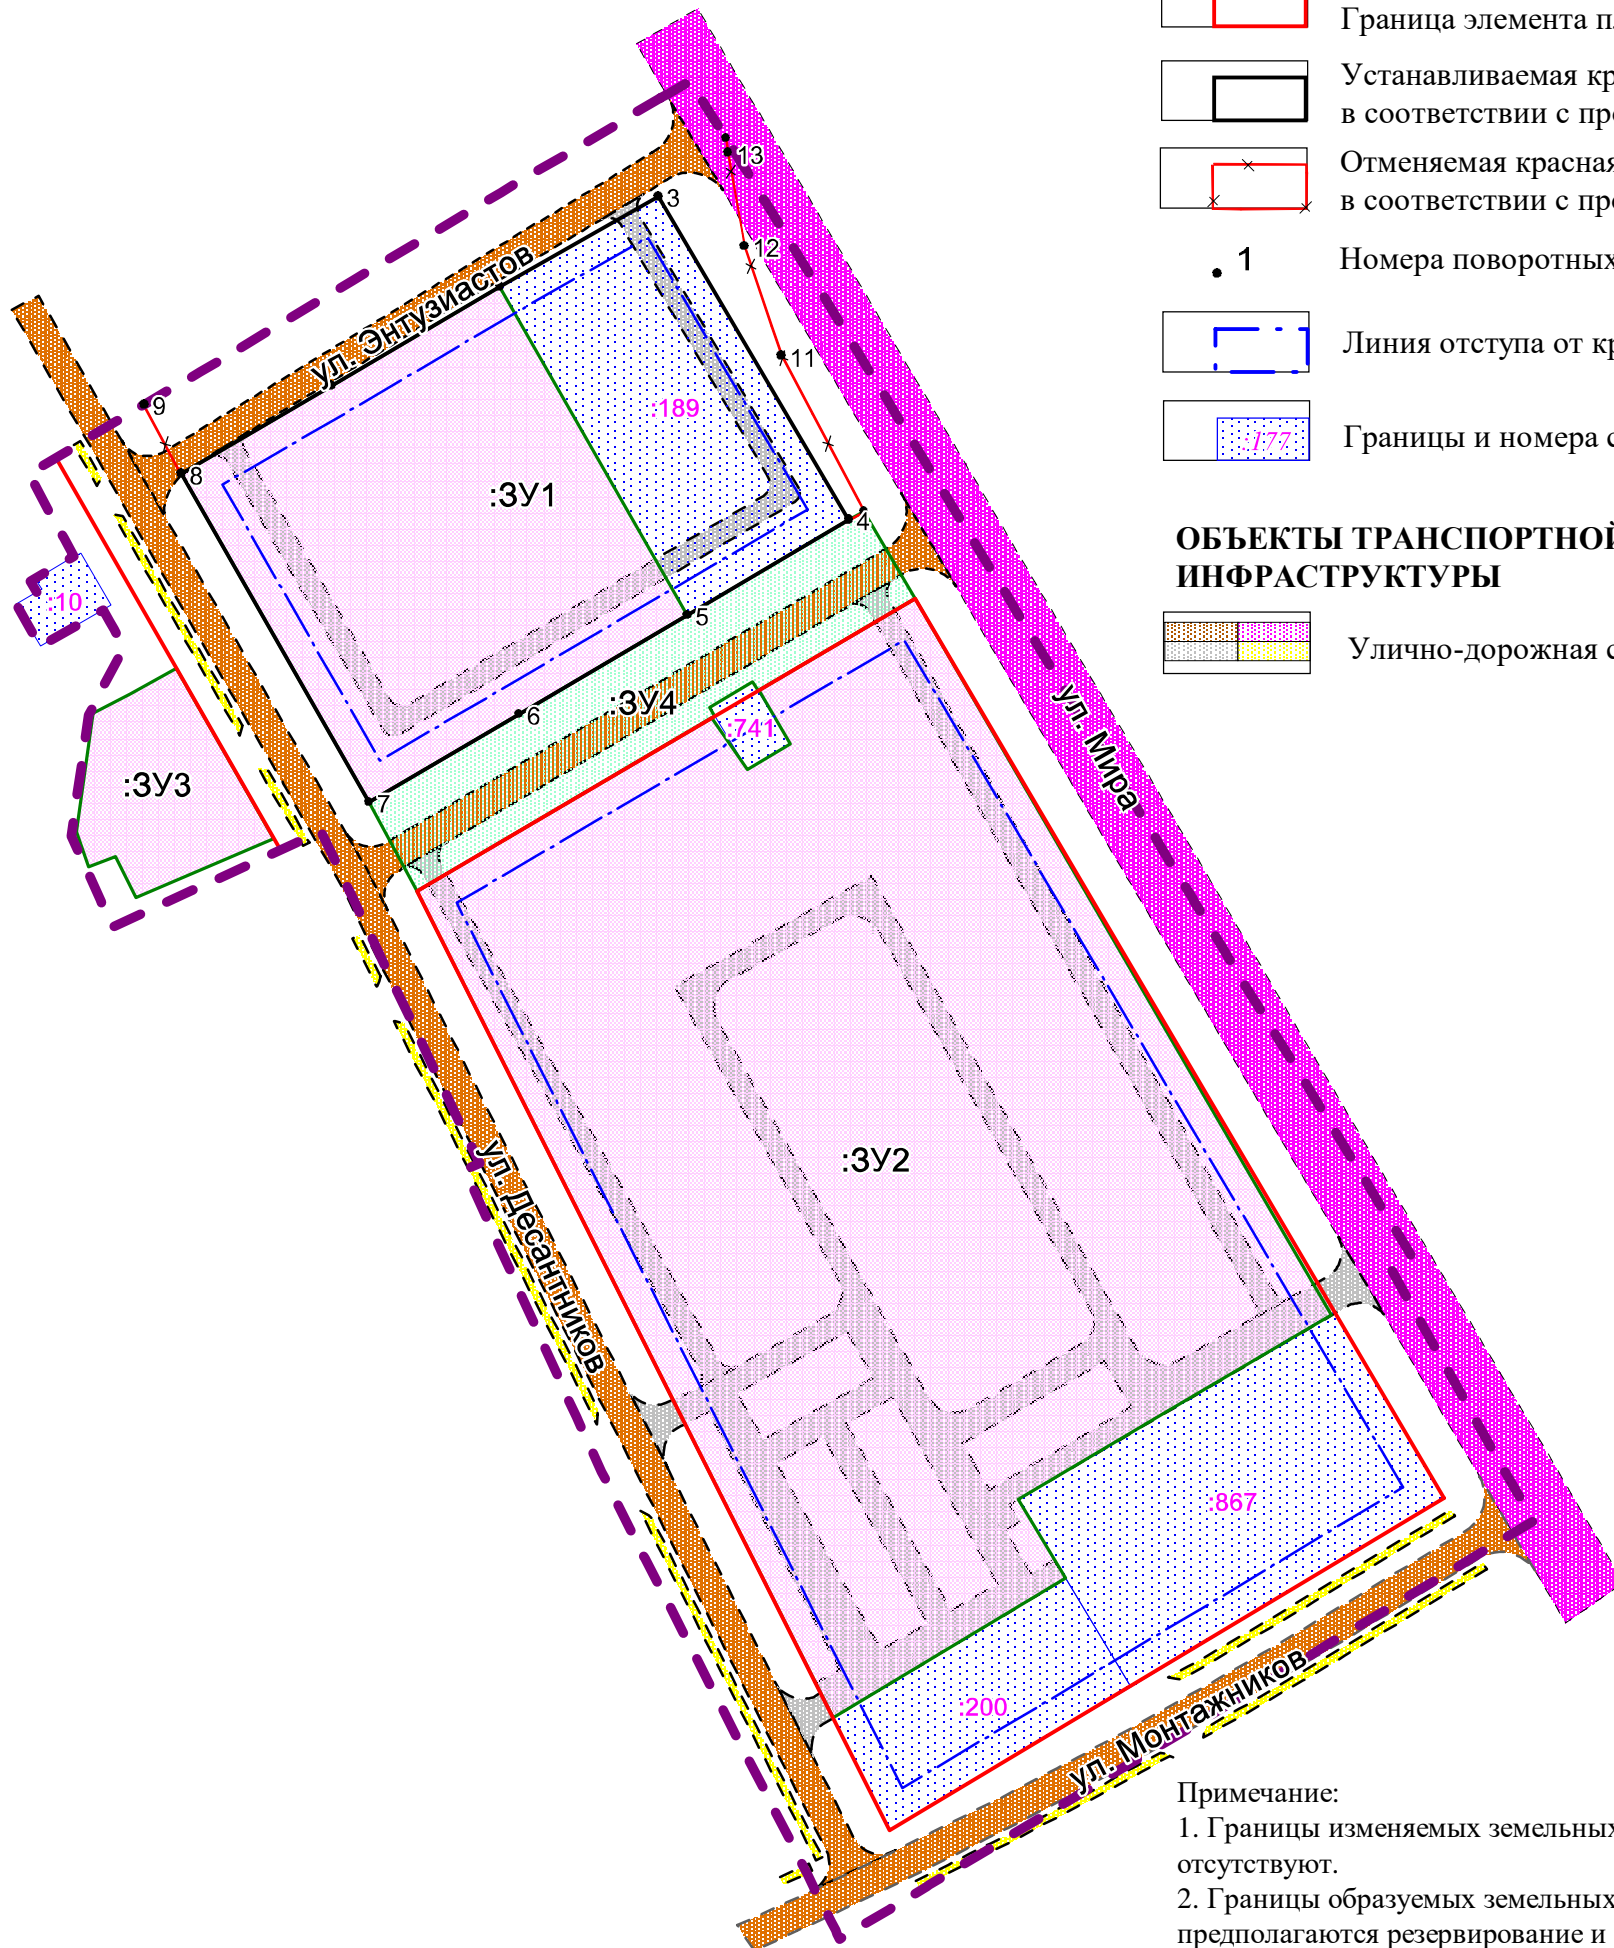 Граница элемента пл
Устанавливаемая кр
в соответствии с про
Отменяемая красная
в соответствии с про
1
Номера поворотных
Линия отступа от кр
:177
Границы и номера с
ОБЪЕКТЫ ТРАНСПОРТНОЙ
ИНФРАСТРУКТУРЫ
Улично-дорожная с
13
3
12
ул. Энтузиастов
11
9
:189
8
:ЗУ1
4
:10
5
:ЗУ4
6
:741
ул. Мира
:ЗУ3
7
:ЗУ2
ул. Десантников
:867
:200
ул. Монтажников
Примечание:
1. Границы изменяемых земельных
отсутствуют.
2. Границы образуемых земельных
предполагаются резервирование и